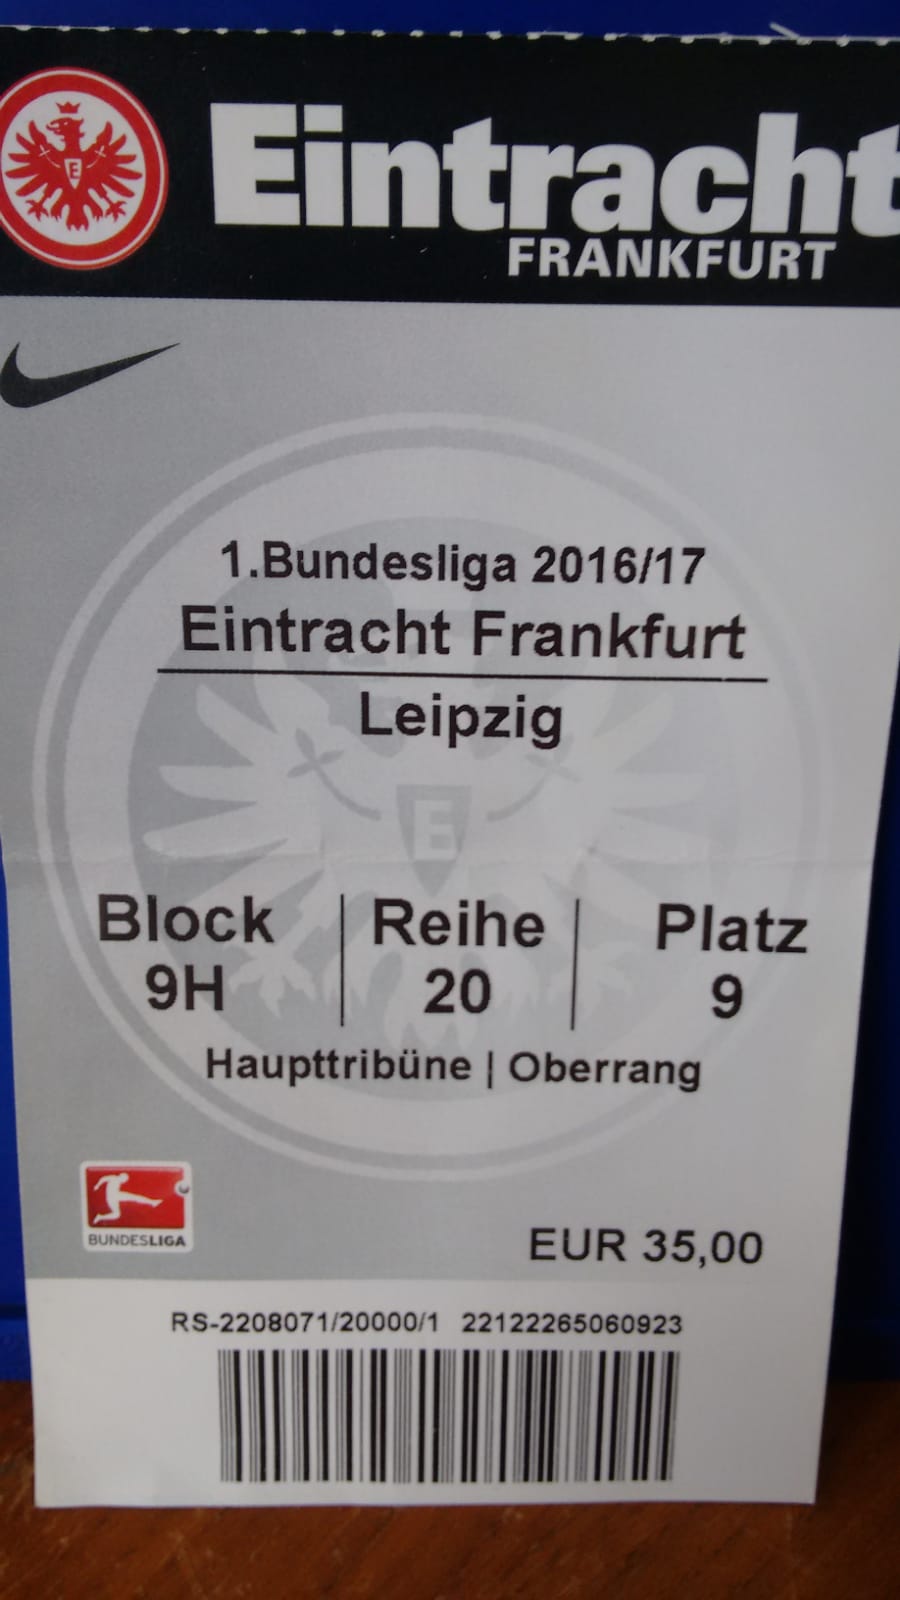 Eintracht
FRANKFURT
1.Bundesliga 2016/17
Eintracht Frankfurt
Leipzig
Block | Reihe | Platz
9H | 20 | 9
Haupttribüne | Oberrang
BUNDESLIGA
EUR 35,00
RS-2208071/20000/1 22122265060923